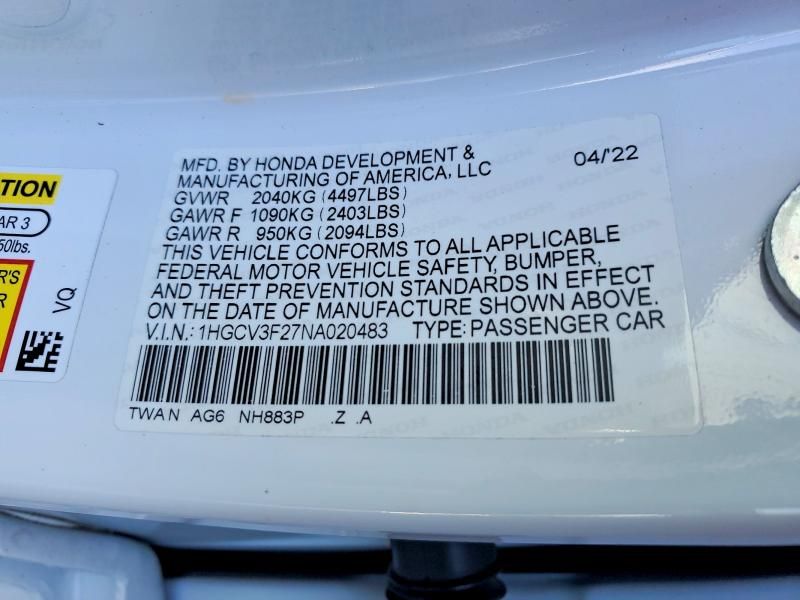 MFD. BY HONDA DEVELOPMENT & 04/'22
MANUFACTURING OF AMERICA, LLC
GVWR 2040KG (4497LBS)
GAWR F 1090KG (2403LBS)
GAWR R 950KG (2094LBS)
THIS VEHICLE CONFORMS TO ALL APPLICABLE
FEDERAL MOTOR VEHICLE SAFETY, BUMPER,
AND THEFT PREVENTION STANDARDS IN EFFECT
ON THE DATE OF MANUFACTURE SHOWN ABOVE.
V.I.N.: 1HGCV3F27NA020483 TYPE: PASSENGER CAR
TWAN AG6 NH883P .Z .A
TION
AR 3
50lbs.
R'S
R
VQ